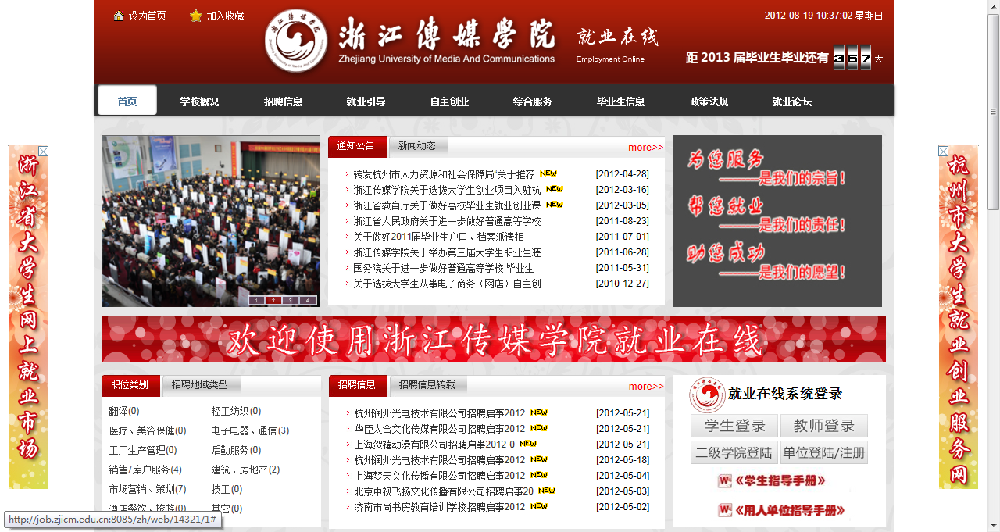 设为首页 加入收藏 2012-08-19 10:37:02 星期日
浙江傳媒學院 就业在线
Zhejiang University of Media And Communications Employment Online
距 2013 届毕业生毕业还有 367 天
首页 学校概况 招聘信息 就业引导 自主创业 综合服务 毕业生信息 政策法规 就业论坛
浙江省大学生网上就业市场
1 2 3 4
通知公告 新闻动态 more>>
转发杭州市人力资源和社会保障局“关于推荐 NEW [2012-04-28]
浙江传媒学院关于选拔大学生创业项目入驻杭 NEW [2012-03-16]
浙江省教育厅关于做好高校毕业生就业创业课 NEW [2012-03-05]
浙江省人民政府关于进一步做好普通高等学校 [2011-08-23]
关于做好2011届毕业生户口、档案派遣相 [2011-07-01]
浙江传媒学院关于举办第三届大学生职业生涯 [2011-06-28]
国务院关于进一步做好普通高等学校 毕业生 [2011-05-31]
关于选拔大学生从事电子商务（网店）自主创 [2010-12-27]
为您服务
———是我们的宗旨！
帮您就业
———是我们的责任！
助您成功
———是我们的愿望！
杭州市大学生就业创业服务网
欢迎使用浙江传媒学院就业在线
职位类别 招聘地域类型
翻译(0) 轻工纺织(0)
医疗、美容保健(0) 电子电器、通信(3)
工厂生产管理(0) 后勤服务(0)
销售/库户服务(4) 建筑、房地产(2)
市场营销、策划(7) 技工(0)
酒店餐饮、旅游(0) 其它(0)
招聘信息 招聘信息转载 more>>
杭州润州光电技术有限公司招聘启事2012 NEW [2012-05-21]
华臣太合文化传媒有限公司招聘启事2012 NEW [2012-05-21]
上海贺禧动漫有限公司招聘启事2012-0 NEW [2012-05-21]
杭州润州光电技术有限公司招聘启事2012 NEW [2012-05-18]
上海梦天文化传播有限公司招聘启事2012 NEW [2012-05-04]
北京中视飞扬文化传播有限公司招聘启事20 NEW [2012-05-03]
济南市尚书房教育培训学校招聘启事2012 NEW [2012-05-02]
就业在线系统登录
学生登录 教师登录
二级学院登陆 单位登陆/注册
《学生指导手册》
《用人单位指导手册》
http://job.zjicm.edu.cn:8085/zh/web/14321/1#